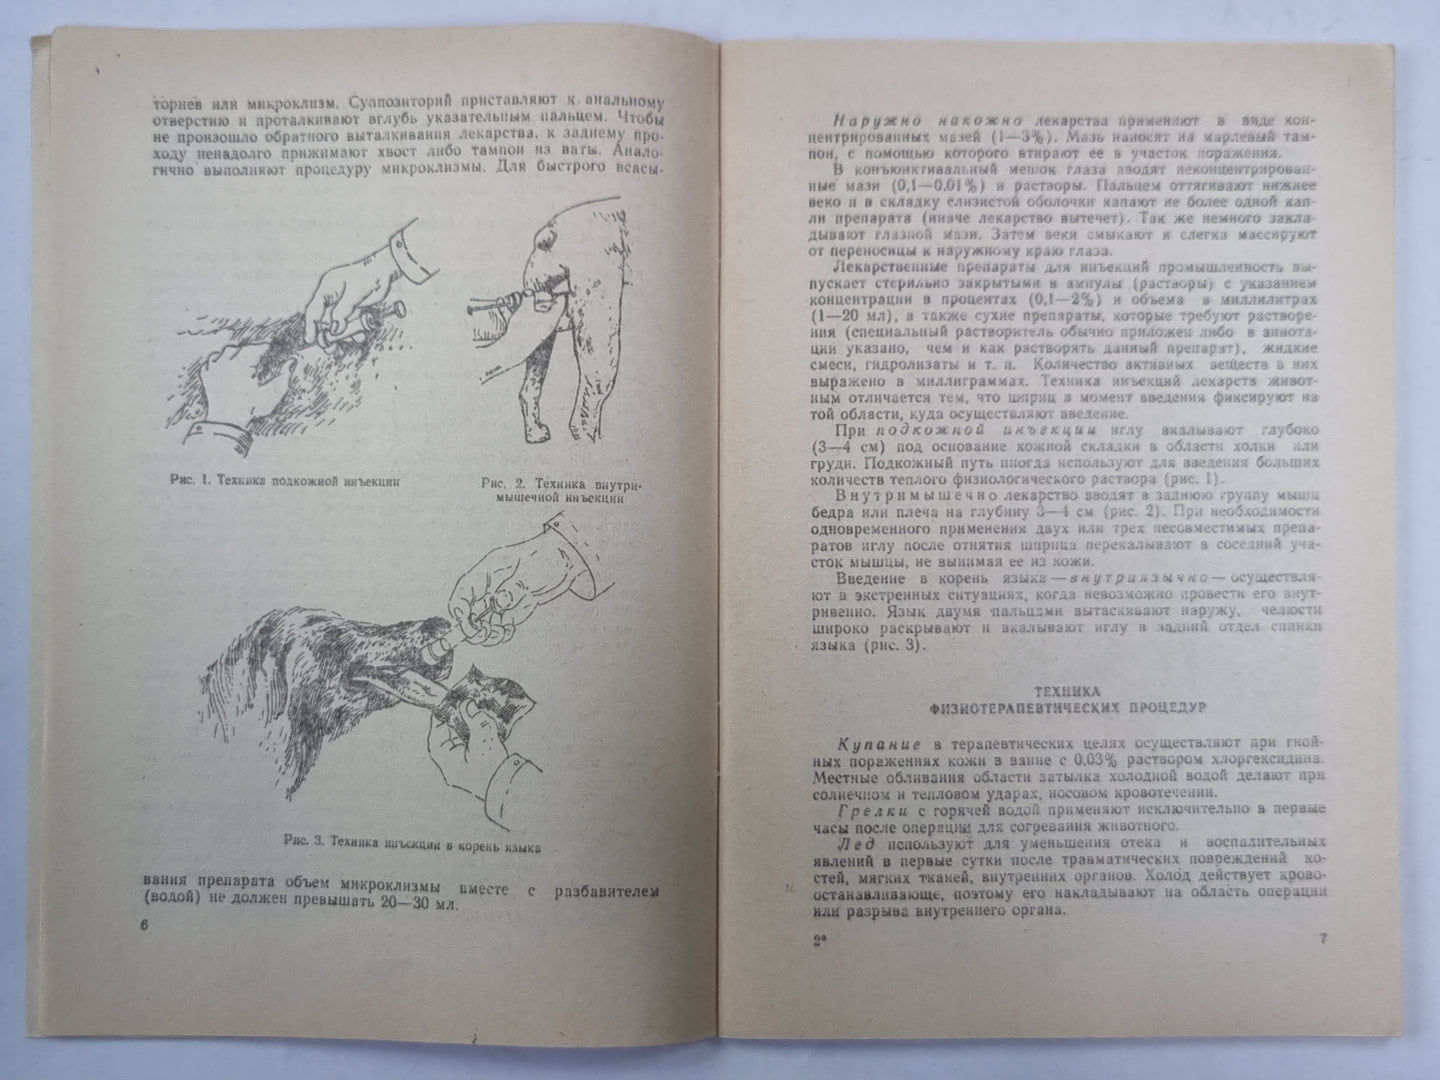 ториев или микроклизм. Суппозиторий приставляют к анальному
отверстию и проталкивают вглубь указательным пальцем. Чтобы
не произошло обратного выталкивания лекарства, к заднему про-
ходу ненадолго прижимают хвост либо тампон из ваты. Анало-
гично выполняют процедуру микроклизмы. Для быстрого всасы-
Рис. 1. Техника подкожной инъекции
Рис. 2. Техника внутри-
мышечной инъекции
Рис. 3. Техника инъекции в корень языка
вания препарата объем микроклизмы вместе с разбавителем
(водой) не должен превышать 20—30 мл.
6
Наружно накожно лекарства применяют в виде кон-
центрированных мазей (1—3%). Мазь наносят на марлевый там-
пон, с помощью которого втирают ее в участок поражения.
В конъюнктивальный мешок глаза вводят неконцентрирован-
ные мази (0,1—0,01%) и растворы. Пальцем оттягивают нижнее
веко и в складку слизистой оболочки капают не более одной кап-
ли препарата (иначе лекарство вытечет). Так же немного закла-
дывают глазной мази. Затем веки смыкают и слегка массируют
от переносицы к наружному краю глаза.
Лекарственные препараты для инъекций промышленность вы-
пускает стерильно закрытыми в ампулы (растворы) с указанием
концентрации в процентах (0,1—2%) и объема в миллилитрах
(1—20 мл), а также сухие препараты, которые требуют растворе-
ния (специальный растворитель обычно приложен либо в аннота-
ции указано, чем и как растворять данный препарат), жидкие
смеси, гидролизаты и т. п. Количество активных веществ в них
выражено в миллиграммах. Техника инъекций лекарств живот-
ным отличается тем, что шприц в момент введения фиксируют на
той области, куда осуществляют введение.
При подкожной инъекции иглу вкалывают глубоко
(3—4 см) под основание кожной складки в области холки или
груди. Подкожный путь иногда используют для введения больших
количеств теплого физиологического раствора (рис. 1).
Внутримышечно лекарство вводят в заднюю группу мышц
бедра или плеча на глубину 3—4 см (рис. 2). При необходимости
одновременного применения двух или трех несовместимых препа-
ратов иглу после отнятия шприца перекалывают в соседний уча-
сток мышцы, не вынимая ее из кожи.
Введение в корень языка — внутриязычно — осуществля-
ют в экстренных ситуациях, когда невозможно провести его внут-
ривенно. Язык двумя пальцами вытаскивают наружу, челюсти
широко раскрывают и вкалывают иглу в задний отдел спинки
языка (рис. 3).
ТЕХНИКА
ФИЗИОТЕРАПЕВТИЧЕСКИХ ПРОЦЕДУР
Купание в терапевтических целях осуществляют при гной-
ных поражениях кожи в ванне с 0,03% раствором хлоргексидина.
Местные обливания области затылка холодной водой делают при
солнечном и тепловом ударах, носовом кровотечении.
Грелки с горячей водой применяют исключительно в первые
часы после операции для согревания животного.
Лед используют для уменьшения отека и воспалительных
явлений в первые сутки после травматических повреждений ко-
стей, мягких тканей, внутренних органов. Холод действует крово-
останавливающе, поэтому его накладывают на область операции
или разрыва внутреннего органа.
2*
7